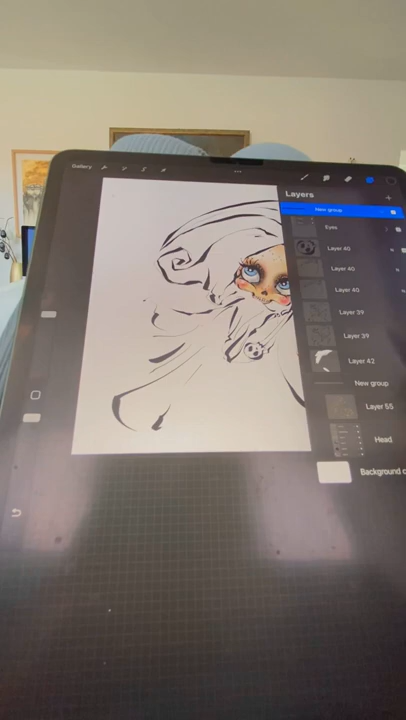 Gallery
Layers
New group
Eyes
Layer 40
Layer 40
Layer 40
Layer 39
Layer 39
Layer 42
New group
Layer 55
Head
Background c